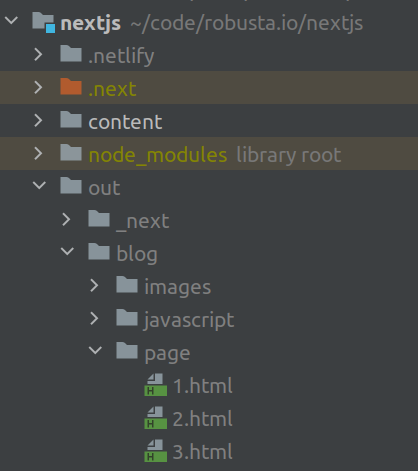 nextjs ~/code/robusta.io/nextjs
.netlify
.next
content
node_modules library root
out
_next
blog
images
javascript
page
1.html
2.html
3.html